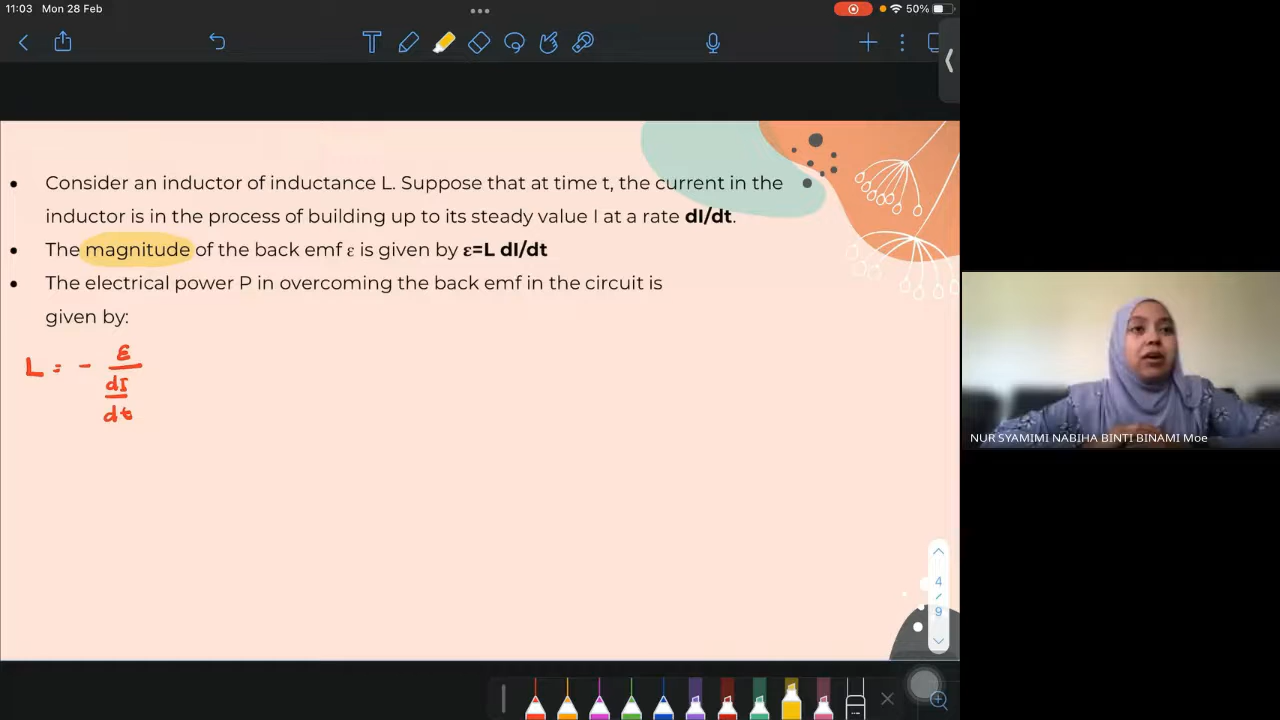 11:03 Mon 28 Feb
50%
Consider an inductor of inductance L. Suppose that at time t, the current in the
inductor is in the process of building up to its steady value I at a rate dI/dt.
The magnitude of the back emf ε is given by ε=L dI/dt
The electrical power P in overcoming the back emf in the circuit is
given by:
L = - ε
dI
dt
4
/
9
NUR SYAMIMI NABIHA BINTI BINAMI Moe